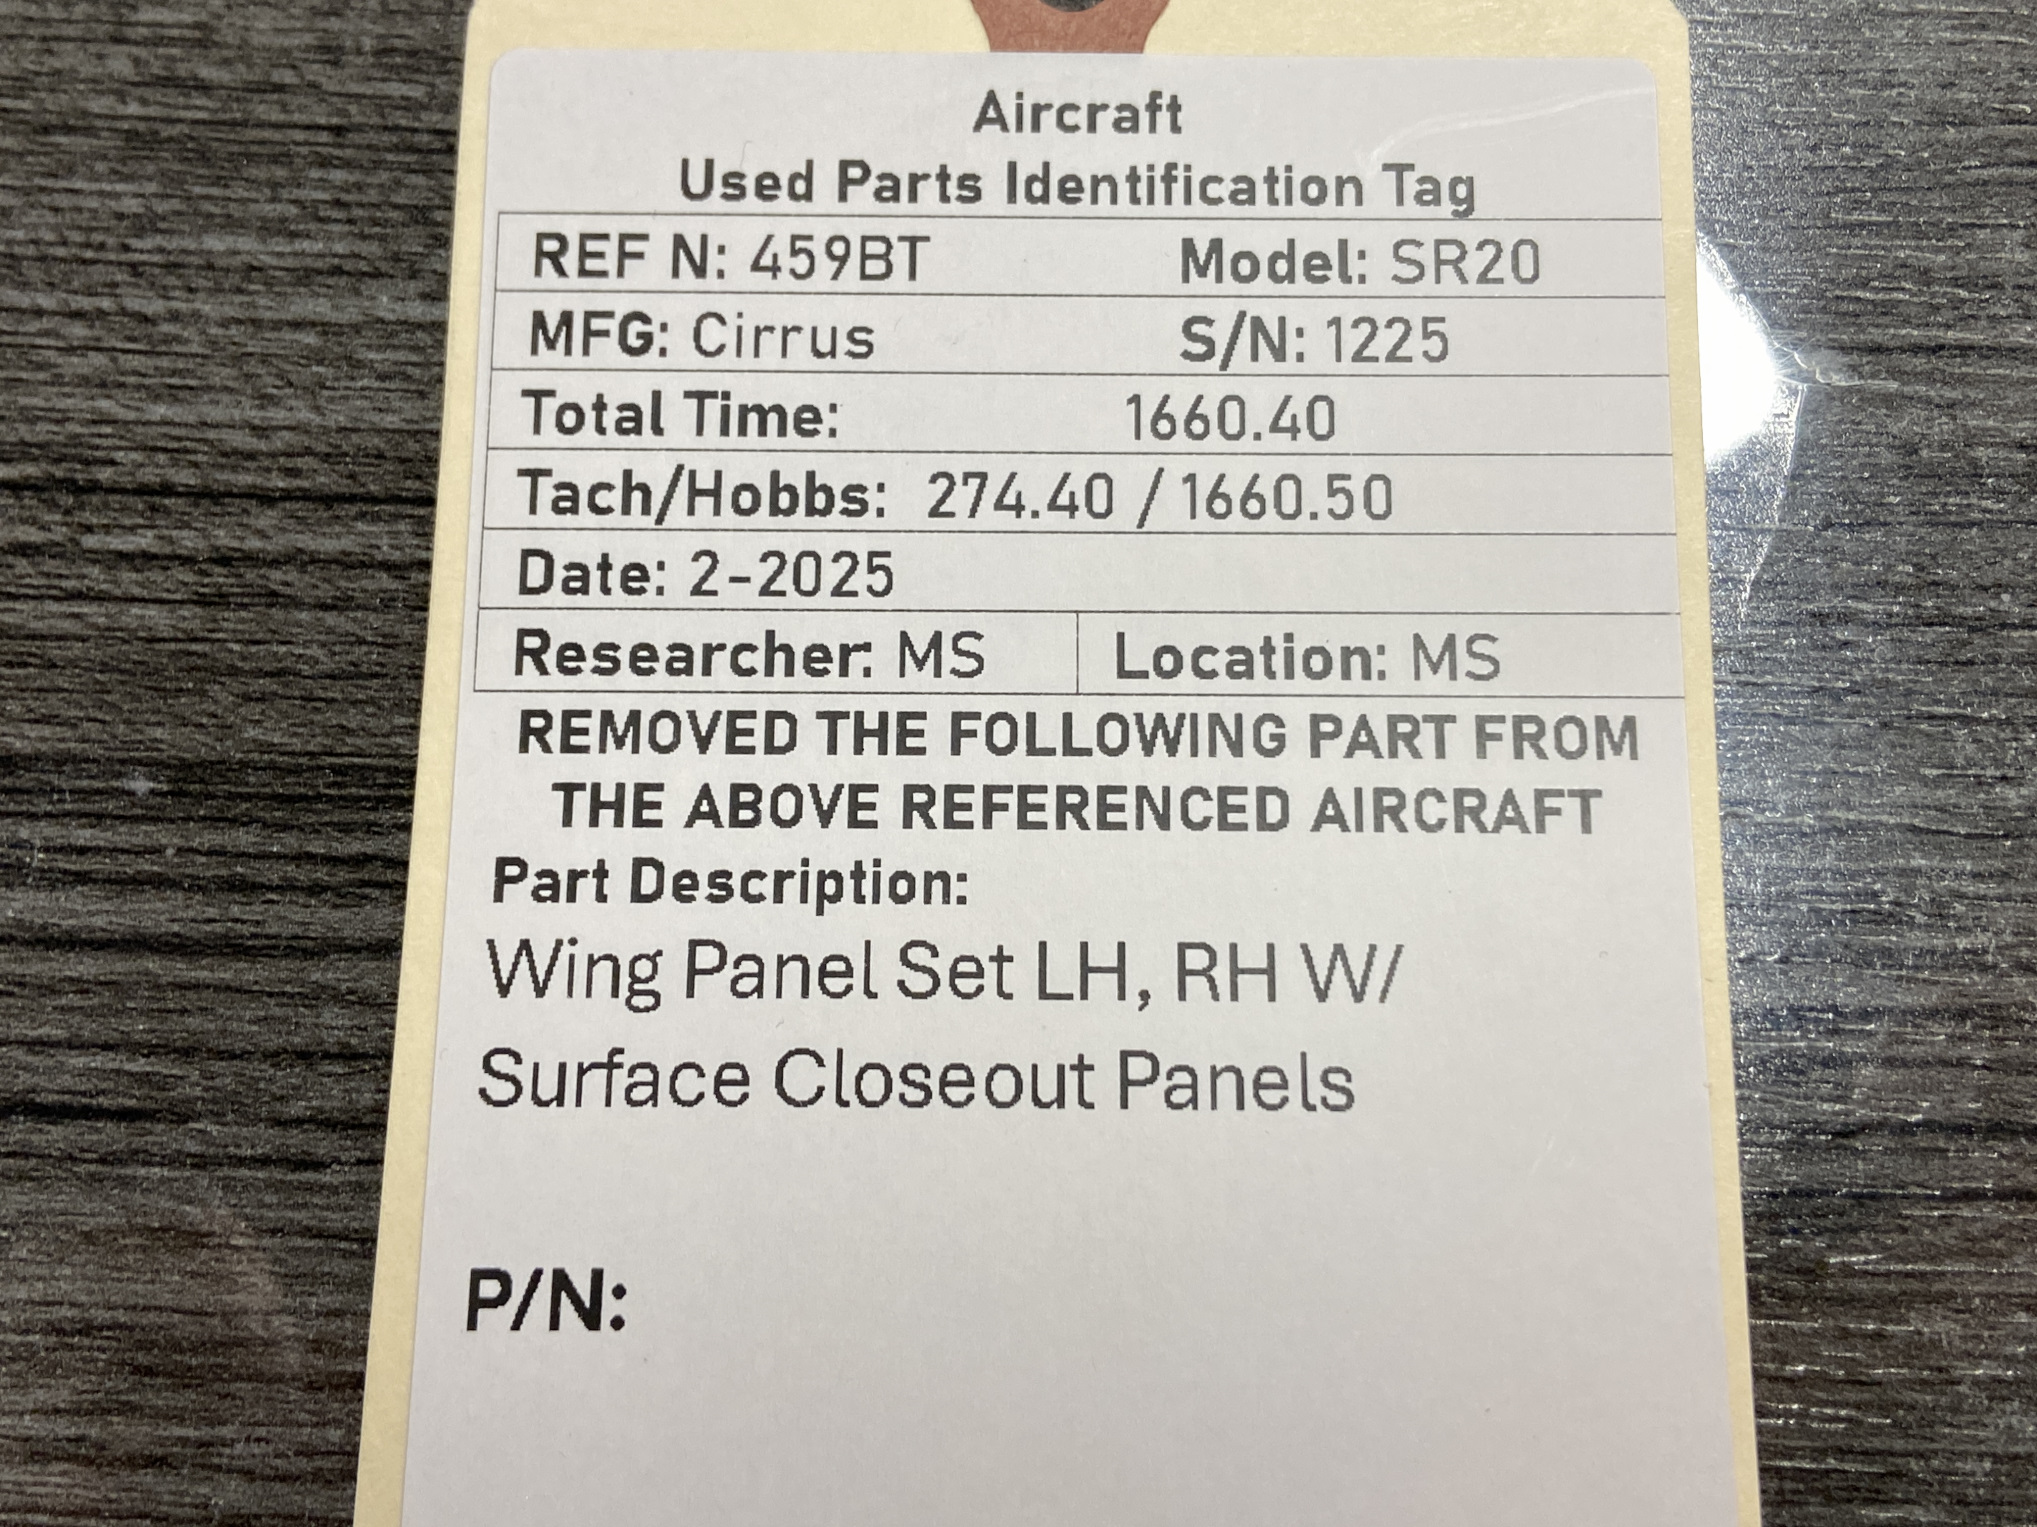 Aircraft
Used Parts Identification Tag
REF N: 459BT Model: SR20
MFG: Cirrus S/N: 1225
Total Time: 1660.40
Tach/Hobbs: 274.40 / 1660.50
Date: 2-2025
Researcher: MS Location: MS
REMOVED THE FOLLOWING PART FROM
THE ABOVE REFERENCED AIRCRAFT
Part Description:
Wing Panel Set LH, RH W/
Surface Closeout Panels
P/N: